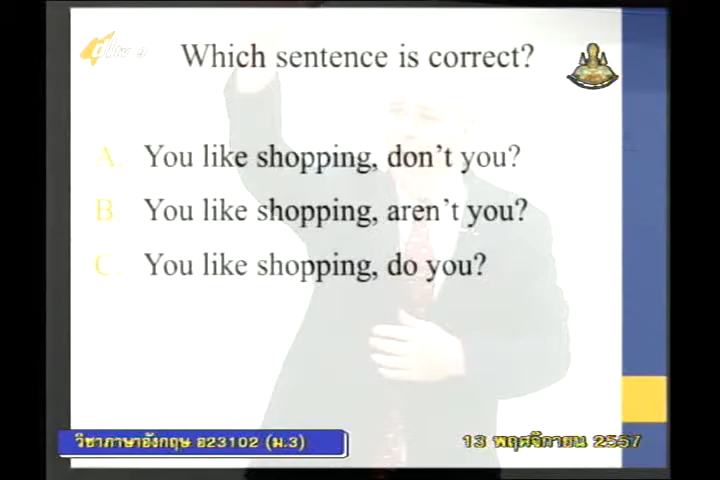 Which sentence is correct?
A. You like shopping, don't you?
B. You like shopping, aren't you?
C. You like shopping, do you?
วิชาภาษาอังกฤษ อ23102 (ม.3)
13 พฤศจิกายน 2557